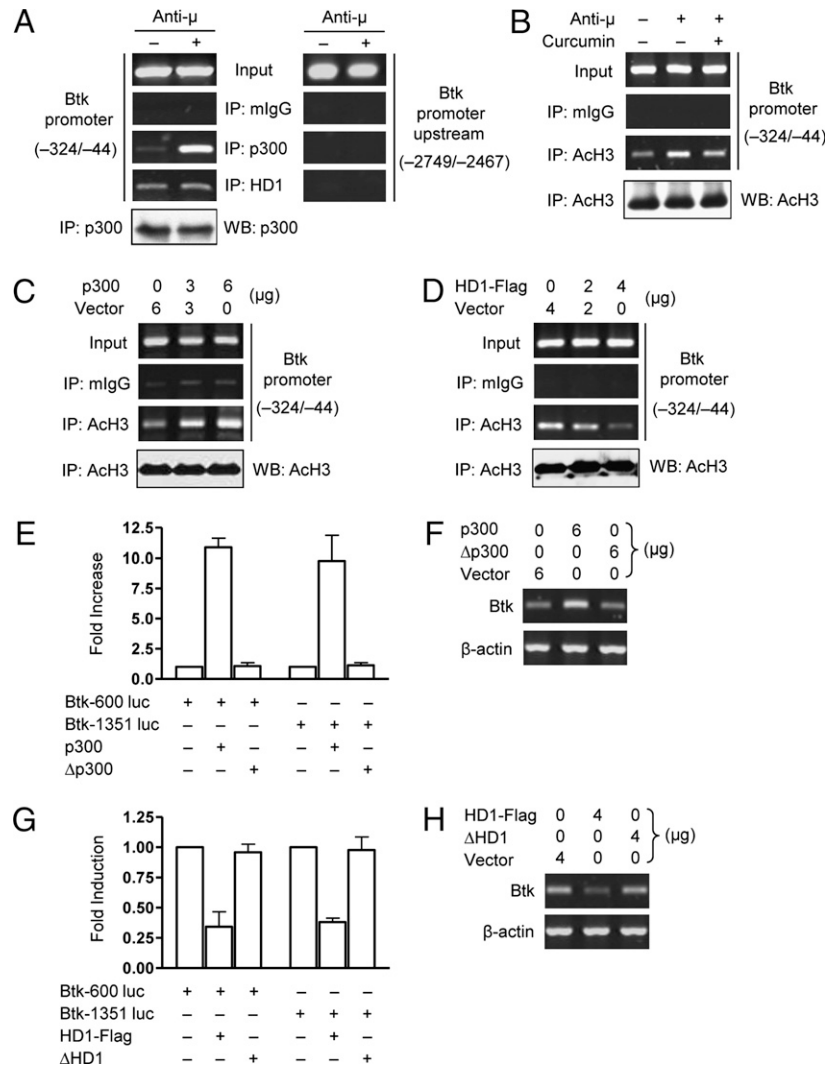 A
Anti-μ
– +
Anti-μ
– +
Btk
promoter
(–324/–44)
Input
IP: mIgG
IP: p300
IP: HD1
Btk
promoter
upstream
(–2749/–2467)
IP: p300
WB: p300
B
Anti-μ – + +
Curcumin – – +
Input
IP: mIgG
IP: AcH3
Btk
promoter
(–324/–44)
IP: AcH3
WB: AcH3
C
p300 0 3 6
Vector 6 3 0
(μg)
Input
IP: mIgG
IP: AcH3
Btk
promoter
(–324/–44)
IP: AcH3
WB: AcH3
D
HD1-Flag 0 2 4
Vector 4 2 0
(μg)
Input
IP: mIgG
IP: AcH3
Btk
promoter
(–324/–44)
IP: AcH3
WB: AcH3
E
Fold Increase
12.5
10.0
7.5
5.0
2.5
0.0
Btk-600 luc + + + – – –
Btk-1351 luc – – – + + +
p300 – + – – + –
Δp300 – – + – – +
F
p300 0 6 0
Δp300 0 0 6
Vector 6 0 0
(μg)
Btk
β-actin
G
Fold Induction
1.25
1.00
0.75
0.50
0.25
0.00
Btk-600 luc + + + – – –
Btk-1351 luc – – – + + +
HD1-Flag – + – – + –
ΔHD1 – – + – – +
H
HD1-Flag 0 4 0
ΔHD1 0 0 4
Vector 4 0 0
(μg)
Btk
β-actin